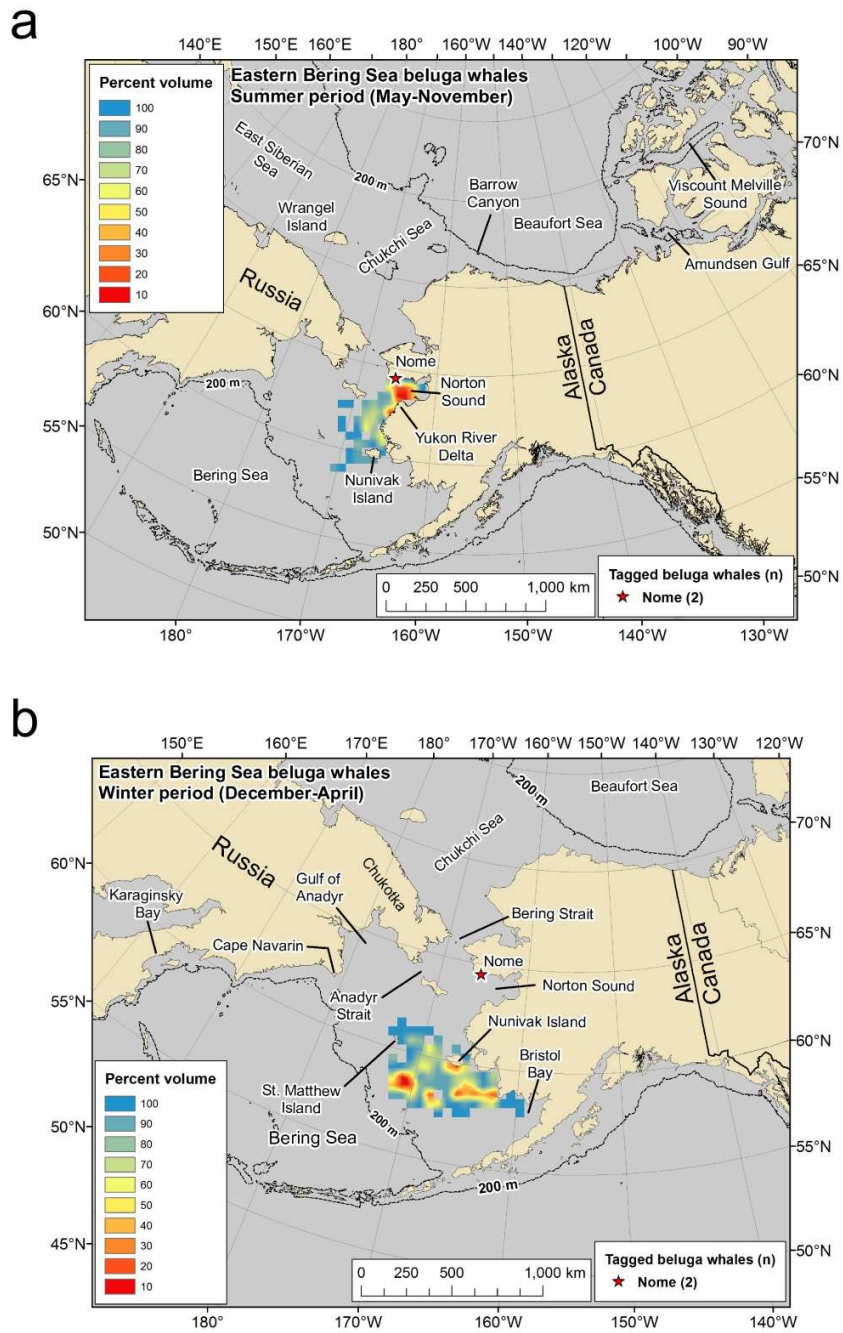 a
140°E 150°E 160°E 180° 160°W 140°W 120°W 100°W 90°W
Percent volume
100
90
80
70
60
50
40
30
20
10
Eastern Bering Sea beluga whales
Summer period (May-November)
East Siberian
Sea
200 m
Wrangel
Island
Chukchi Sea
Barrow
Canyon
Beaufort Sea
Viscount Melville
Sound
Amundsen Gulf
Russia
Alaska
Canada
Nome
Norton
Sound
Yukon River
Delta
200 m
Bering Sea
Nunivak
Island
65°N
60°N
55°N
50°N
70°N
65°N
60°N
55°N
50°N
0 250 500 1,000 km
Tagged beluga whales (n)
Nome (2)
180° 170°W 160°W 150°W 140°W 130°W
b
150°E 160°E 170°E 180° 170°W 160°W 150°W 140°W 130°W 120°W
Eastern Bering Sea beluga whales
Winter period (December-April)
200 m
Beaufort Sea
Chukchi Sea
Russia
Chukotka
Gulf of
Anadyr
Karaginsky
Bay
Cape Navarin
Bering Strait
Nome
Norton Sound
Anadyr
Strait
Nunivak Island
Bristol
Bay
Alaska
Canada
St. Matthew
Island
200 m
Bering Sea
200 m
60°N
55°N
50°N
45°N
70°N
65°N
60°N
55°N
50°N
Percent volume
100
90
80
70
60
50
40
30
20
10
0 250 500 1,000 km
Tagged beluga whales (n)
Nome (2)
180° 170°W 160°W 150°W 140°W